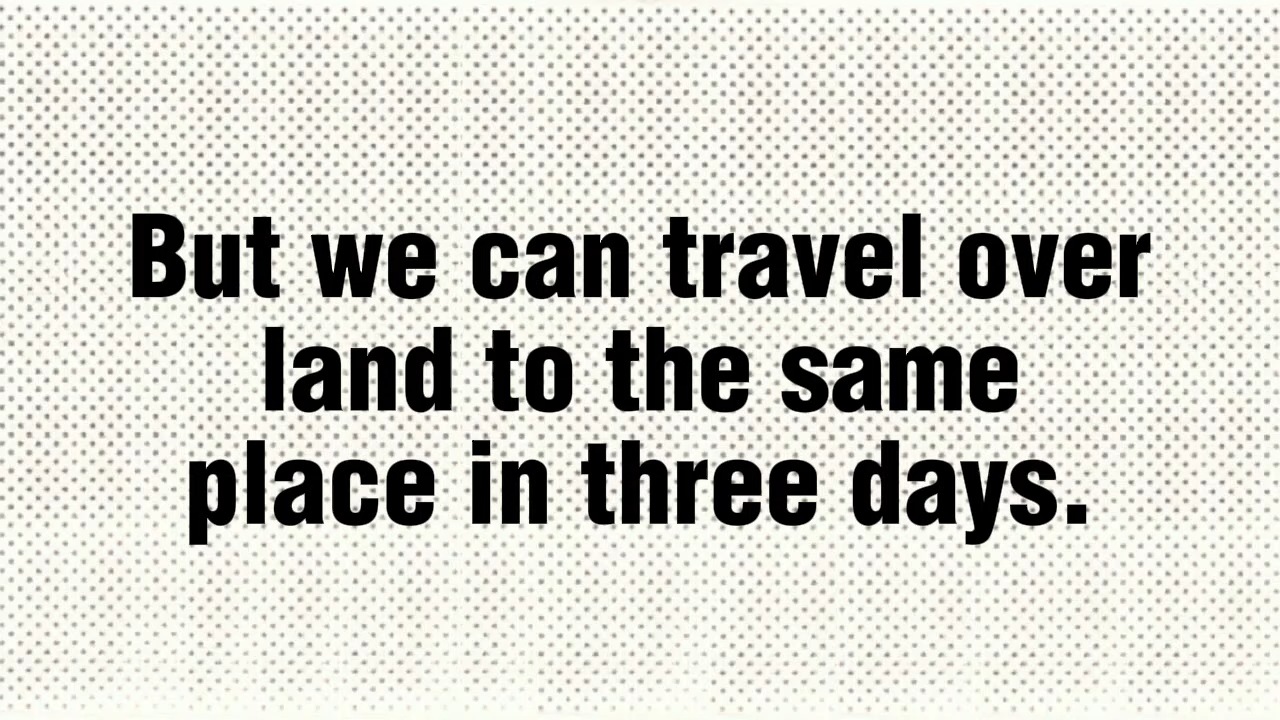 But we can travel over
land to the same
place in three days.